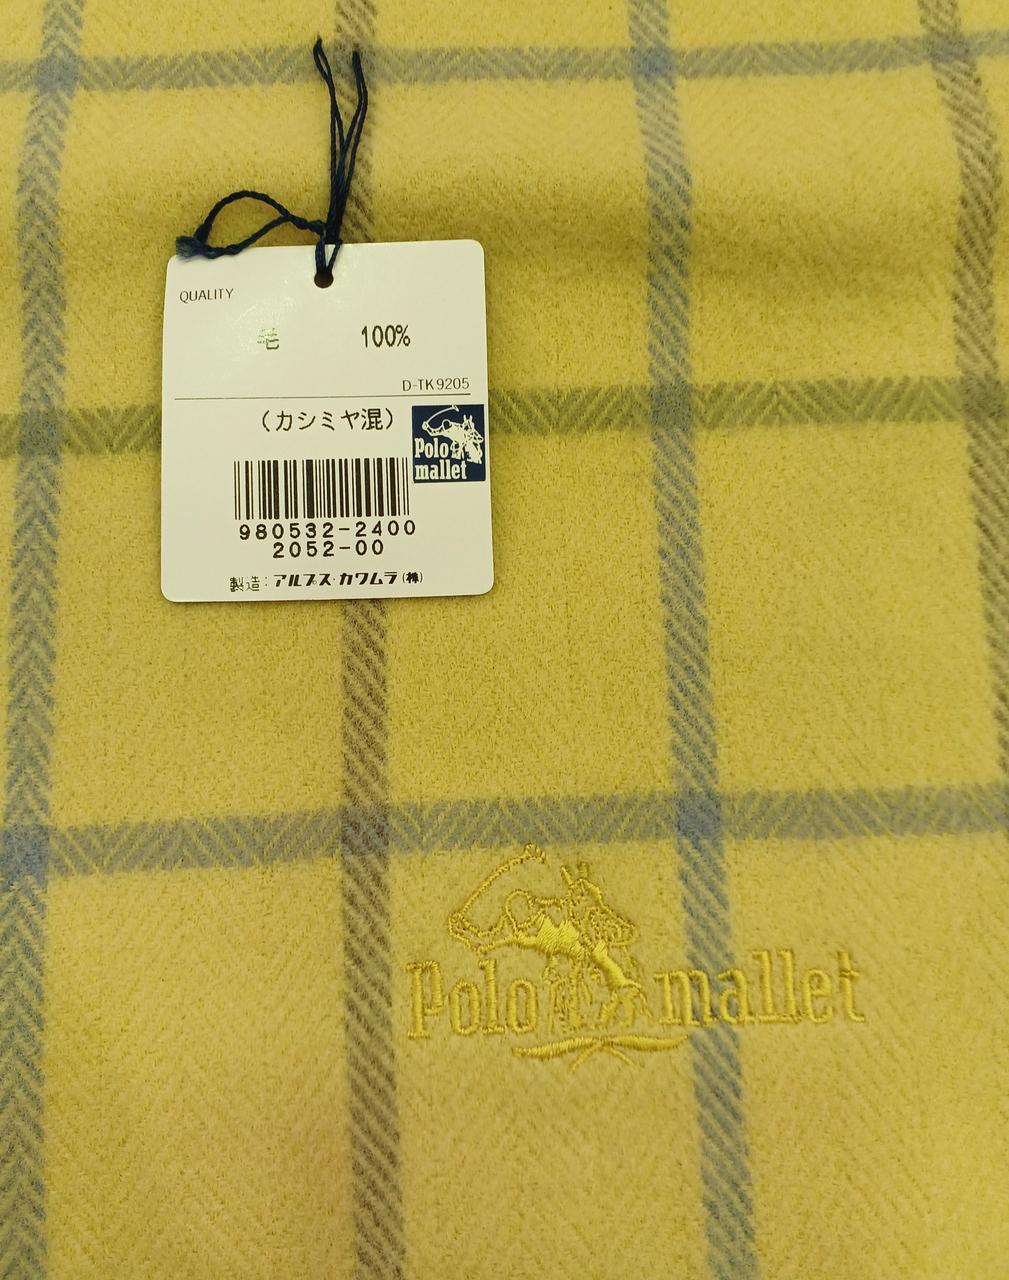 QUALITY
毛 100%
D-TK9205
(カシミヤ混)
Polo
mallet
980532-2400
2052-00
製造:アルプス・カワムラ(株)
Polo mallet